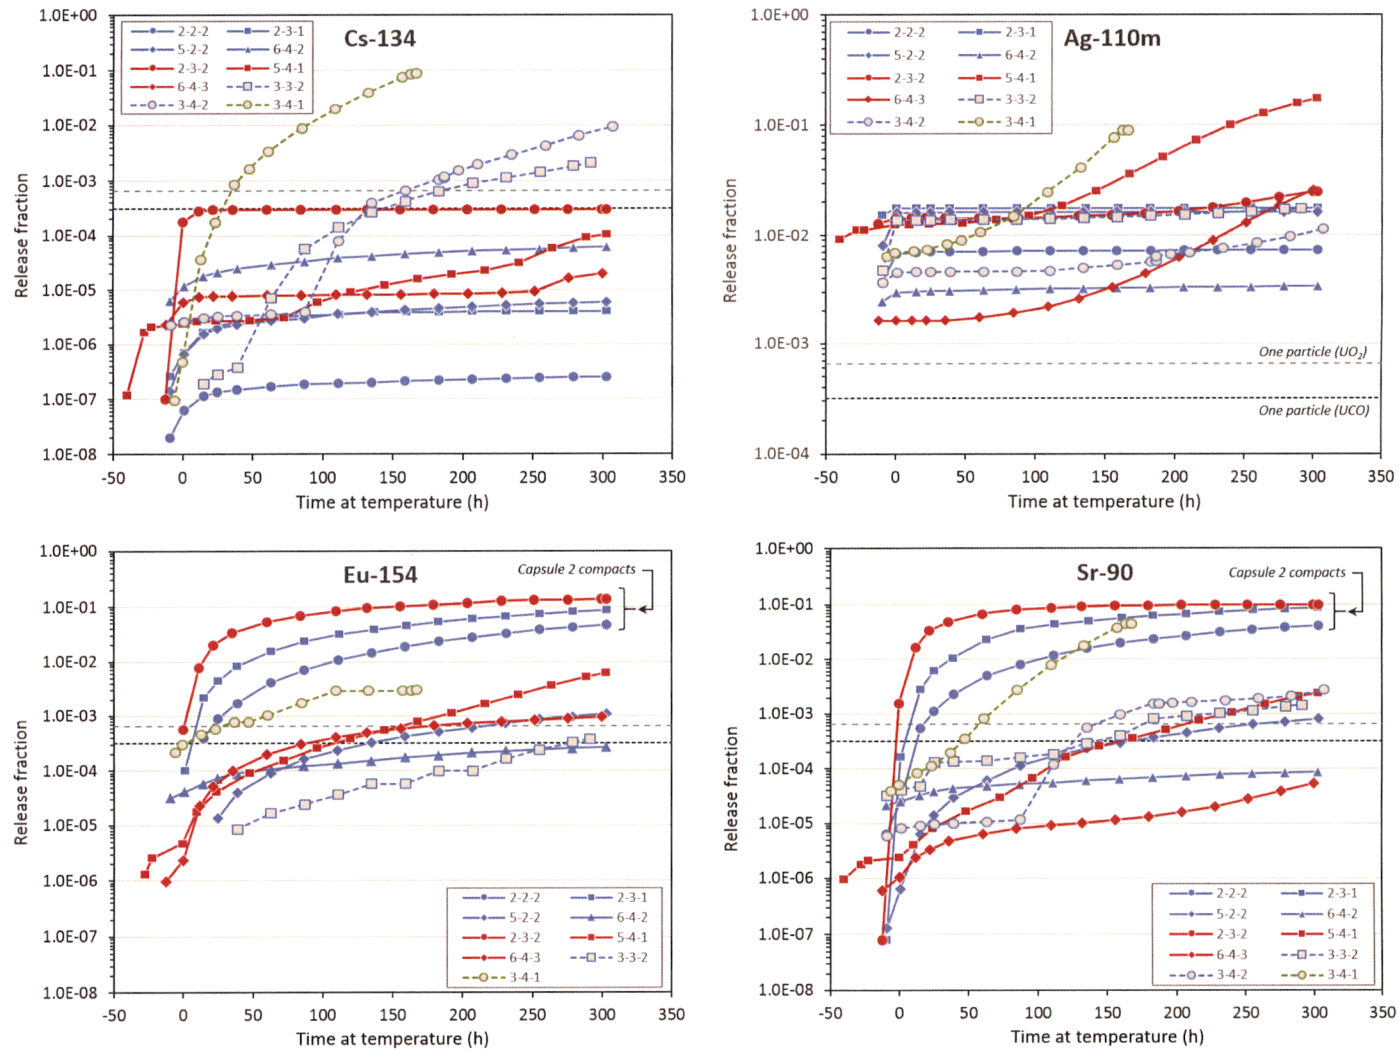 Cs-134
2-2-2 2-3-1
5-2-2 6-4-2
2-3-2 5-4-1
6-4-3 3-3-2
3-4-2 3-4-1
Release fraction
1.0E+00
1.0E-01
1.0E-02
1.0E-03
1.0E-04
1.0E-05
1.0E-06
1.0E-07
1.0E-08
-50 0 50 100 150 200 250 300 350
Time at temperature (h)
Ag-110m
2-2-2 2-3-1
5-2-2 6-4-2
2-3-2 5-4-1
6-4-3 3-3-2
3-4-2 3-4-1
Release fraction
1.0E+00
1.0E-01
1.0E-02
1.0E-03
1.0E-04
One particle (UO₂)
One particle (UCO)
-50 0 50 100 150 200 250 300 350
Time at temperature (h)
Eu-154
Capsule 2 compacts
Release fraction
1.0E+00
1.0E-01
1.0E-02
1.0E-03
1.0E-04
1.0E-05
1.0E-06
1.0E-07
1.0E-08
2-2-2 2-3-1
5-2-2 6-4-2
2-3-2 5-4-1
6-4-3 3-3-2
3-4-1
-50 0 50 100 150 200 250 300 350
Time at temperature (h)
Sr-90
Capsule 2 compacts
Release fraction
1.0E+00
1.0E-01
1.0E-02
1.0E-03
1.0E-04
1.0E-05
1.0E-06
1.0E-07
1.0E-08
2-2-2 2-3-1
5-2-2 6-4-2
2-3-2 5-4-1
6-4-3 3-3-2
3-4-2 3-4-1
-50 0 50 100 150 200 250 300 350
Time at temperature (h)